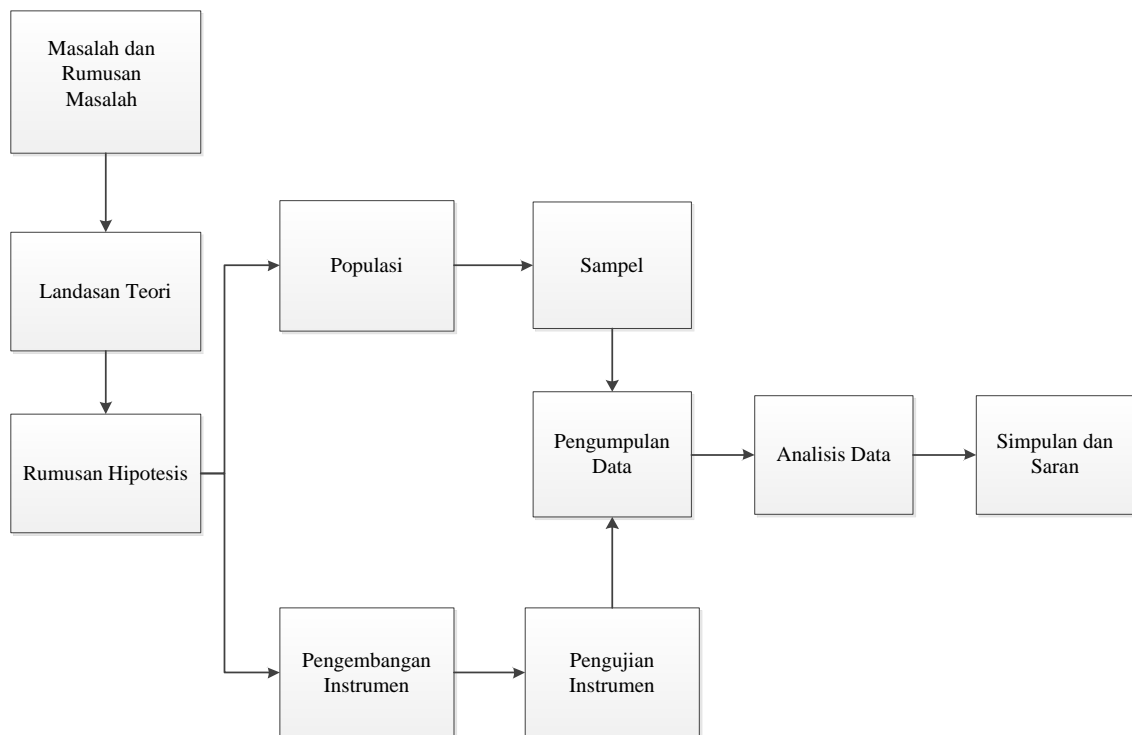 Masalah dan
Rumusan
Masalah
Landasan Teori
Rumusan Hipotesis
Populasi
Sampel
Pengumpulan
Data
Analisis Data
Simpulan dan
Saran
Pengembangan
Instrumen
Pengujian
Instrumen